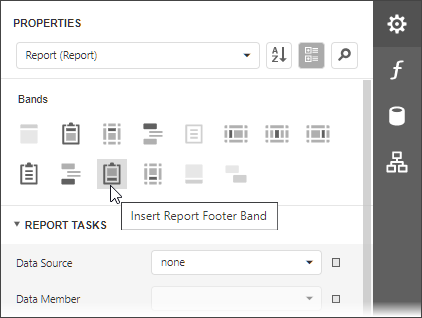 PROPERTIES
Report (Report)
A
Z
Bands
Insert Report Footer Band
REPORT TASKS
Data Source none
Data Member